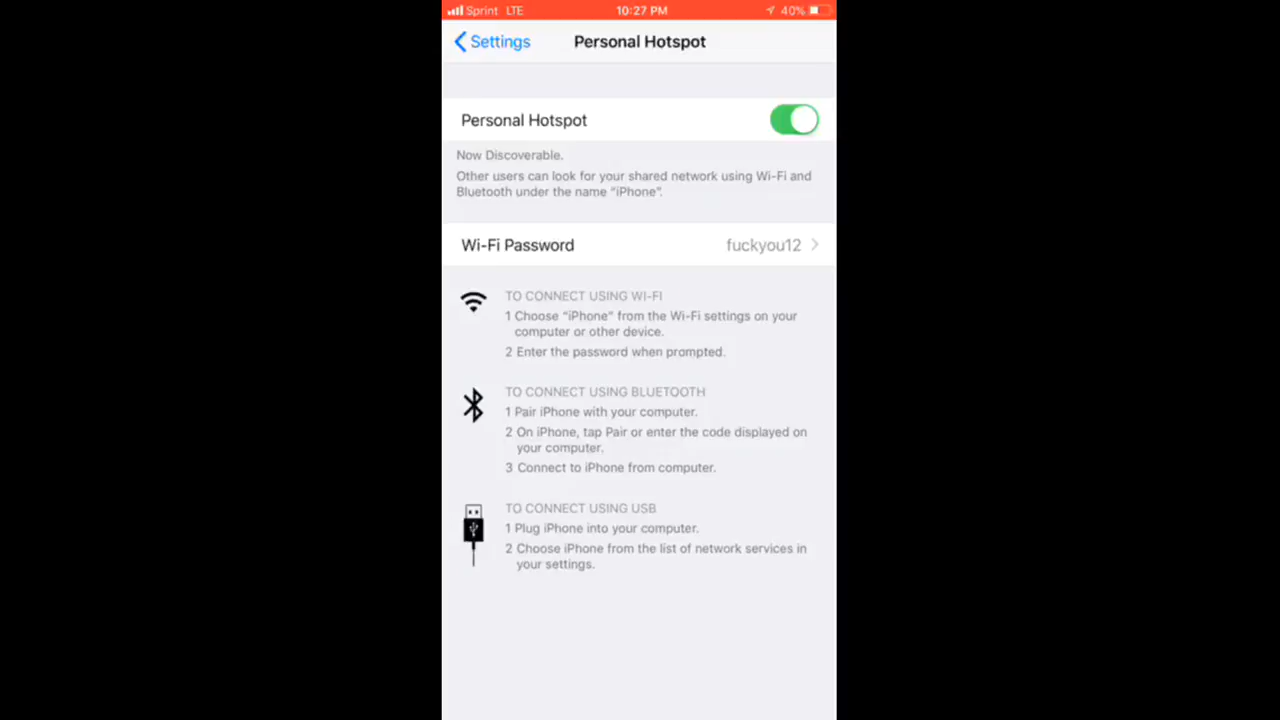 Sprint LTE 10:27 PM 40%
Settings Personal Hotspot
Personal Hotspot
Now Discoverable.
Other users can look for your shared network using Wi-Fi and
Bluetooth under the name “iPhone”.
Wi-Fi Password fuckyou12
TO CONNECT USING WI-FI
1 Choose “iPhone” from the Wi-Fi settings on your
computer or other device.
2 Enter the password when prompted.
TO CONNECT USING BLUETOOTH
1 Pair iPhone with your computer.
2 On iPhone, tap Pair or enter the code displayed on
your computer.
3 Connect to iPhone from computer.
TO CONNECT USING USB
1 Plug iPhone into your computer.
2 Choose iPhone from the list of network services in
your settings.